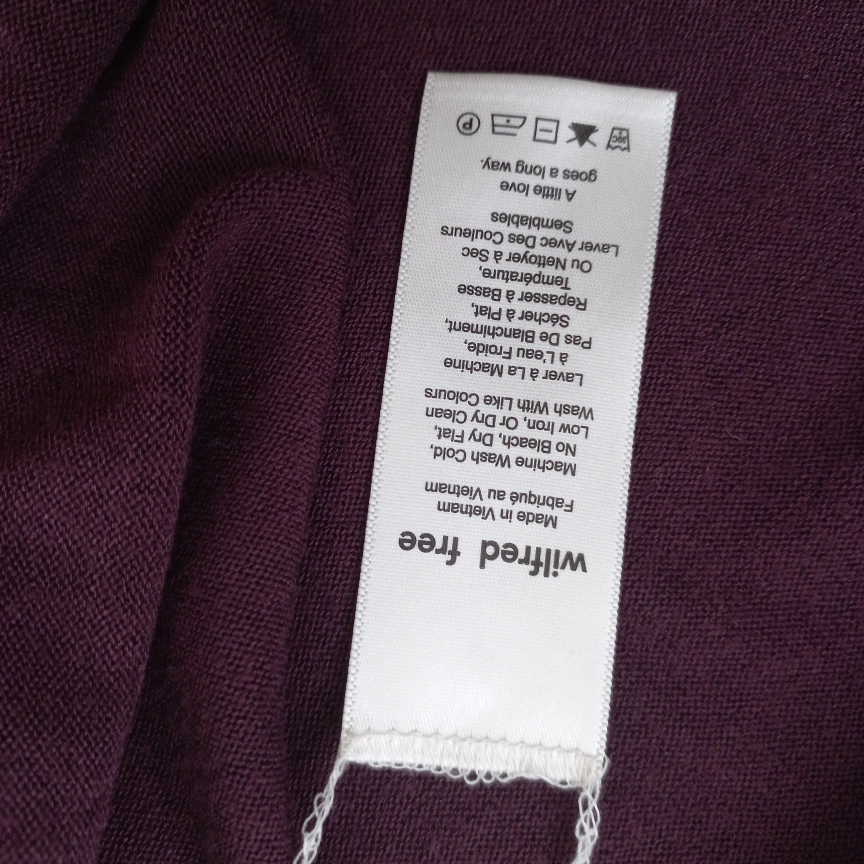 wilfred free
Made in Vietnam
Fabriqué au Vietnam
Machine Wash Cold,
No Bleach, Dry Flat,
Low Iron, Or Dry Clean
Wash With Like Colours
Laver à La Machine
à L'eau Froide,
Pas De Blanchiment,
Sécher à Plat,
Repasser à Basse
Température,
Ou Nettoyer à Sec
Laver Avec Des Couleurs
Semblables
A little love
goes a long way.
30C P